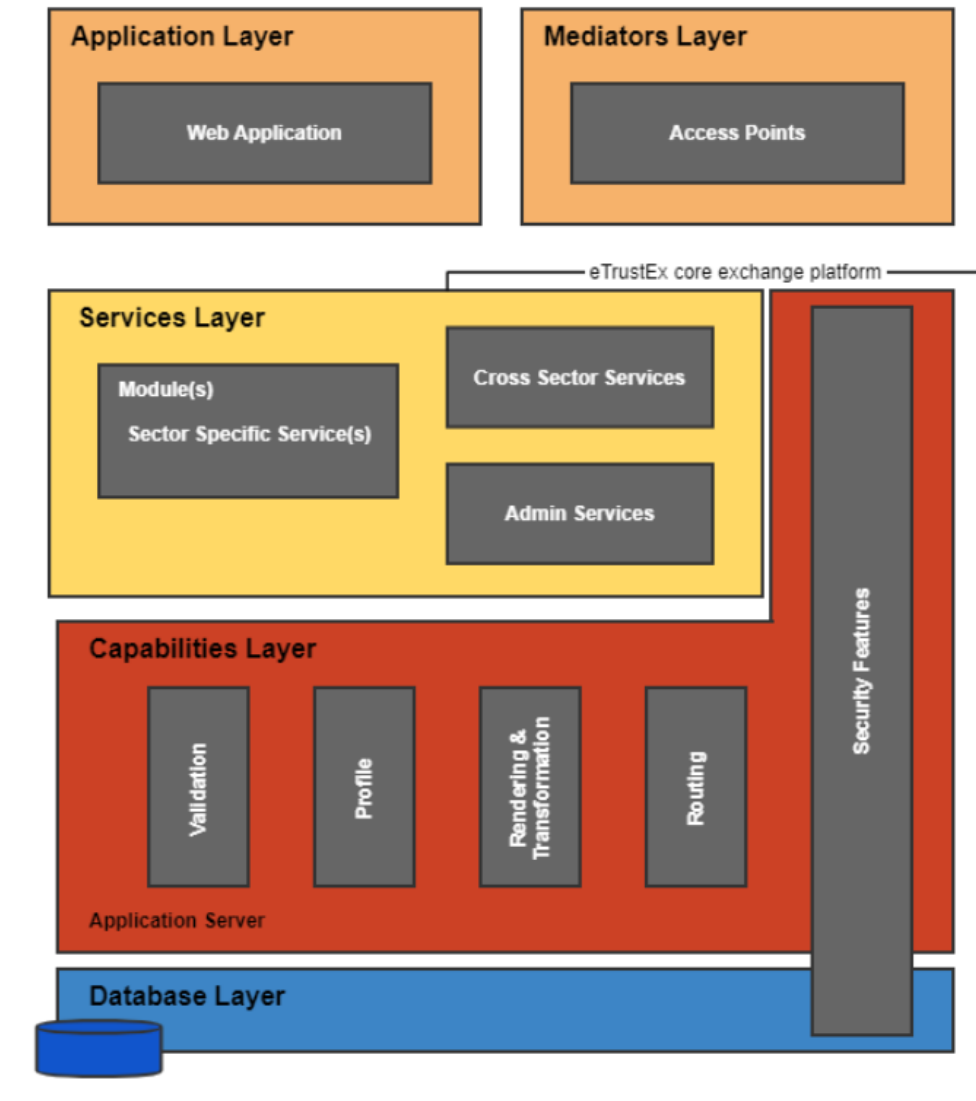 Application Layer
Web Application
Mediators Layer
Access Points
eTrustEx core exchange platform
Services Layer
Module(s)
Sector Specific Service(s)
Cross Sector Services
Admin Services
Security Features
Capabilities Layer
Validation
Profile
Rendering &
Transformation
Routing
Application Server
Database Layer